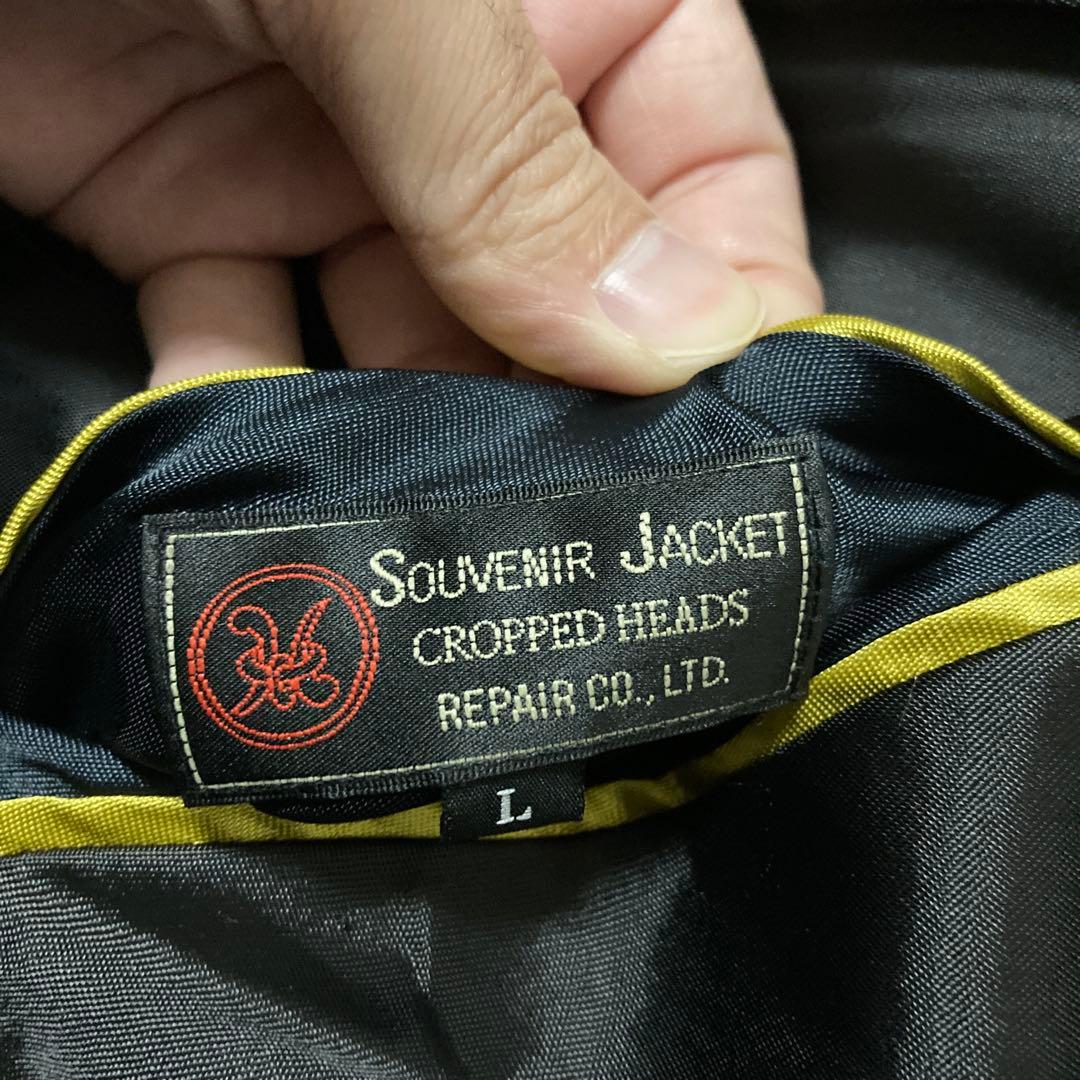 SOUVENIR JACKET
CROPPED HEADS
REPAIR CO., LTD.
L